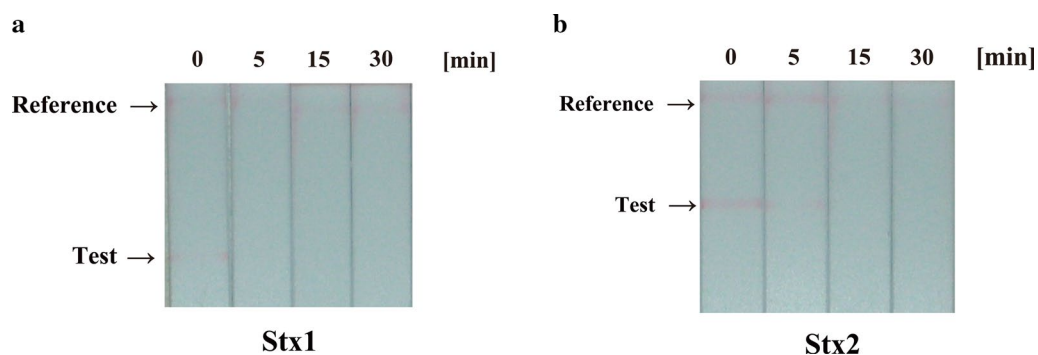 a
0 5 15 30 [min]
Reference →
Test →
Stx1
b
0 5 15 30 [min]
Reference →
Test →
Stx2